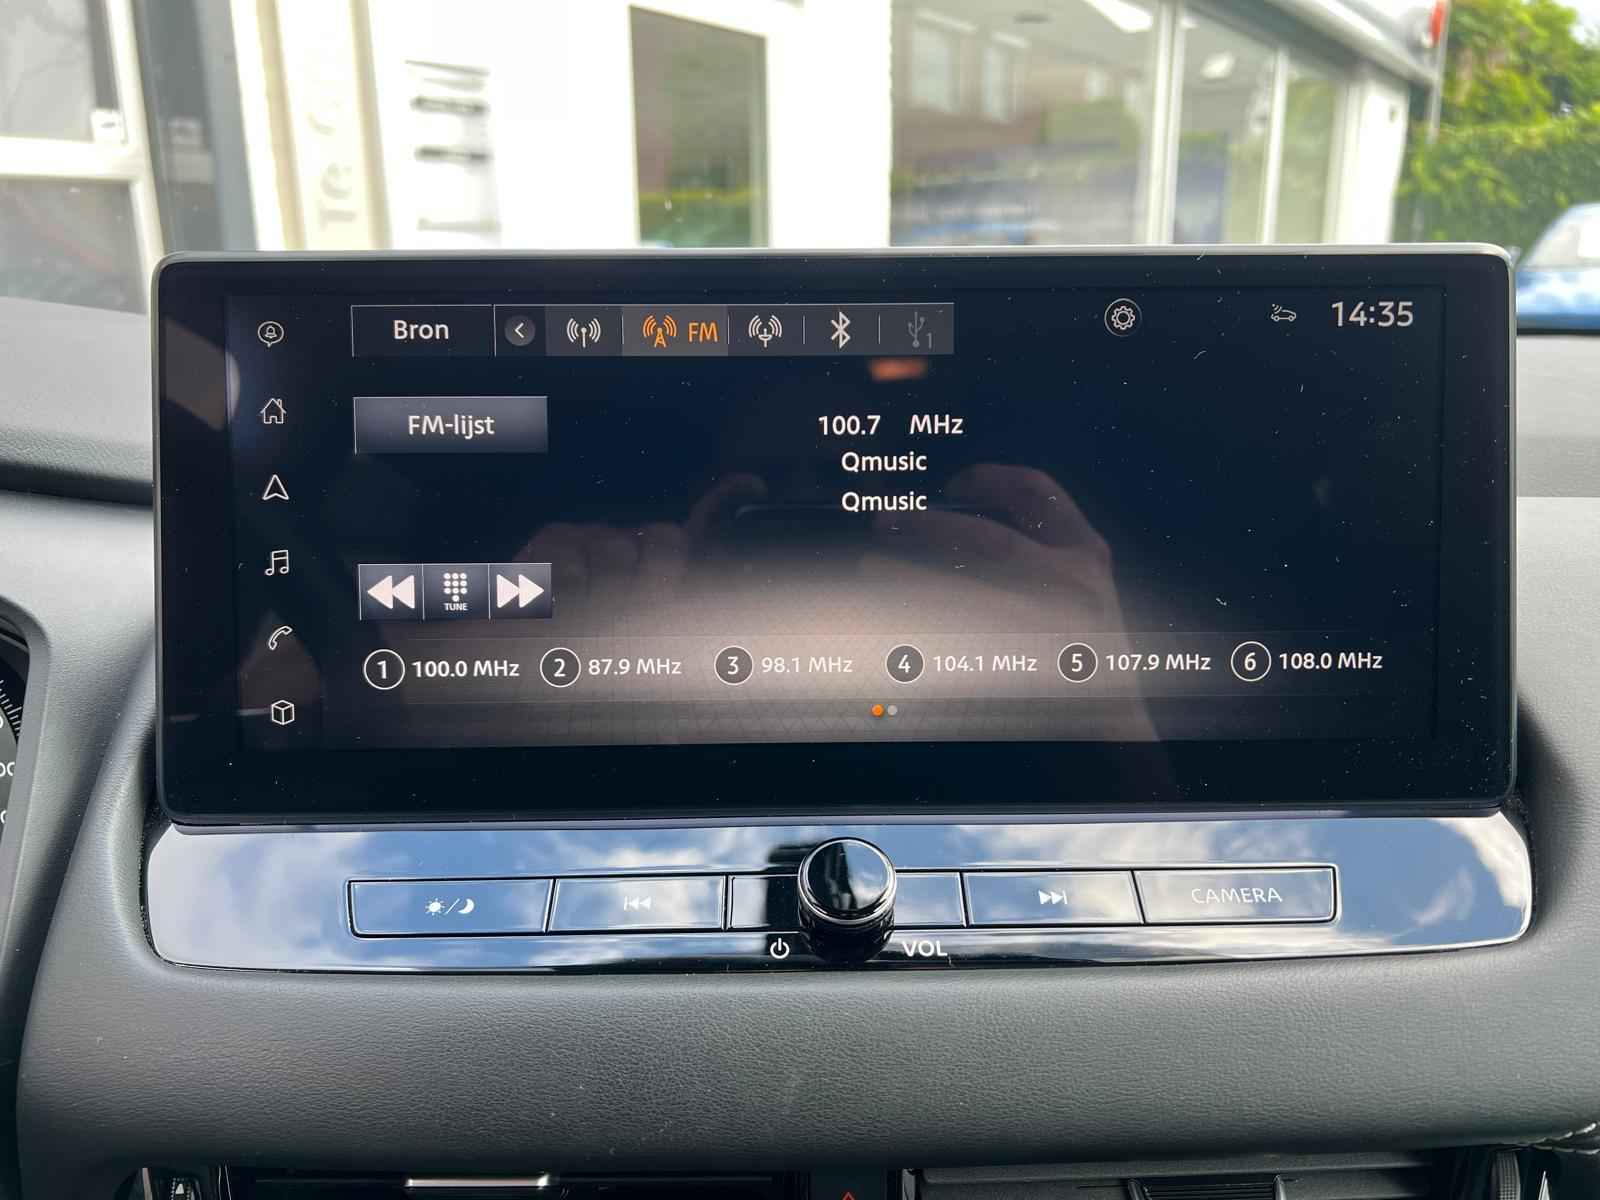 Bron
FM
1
14:35
FM-lijst
100.7 MHz
Qmusic
Qmusic
TUNE
1 100.0 MHz 2 87.9 MHz 3 98.1 MHz 4 104.1 MHz 5 107.9 MHz 6 108.0 MHz
CAMERA
VOL